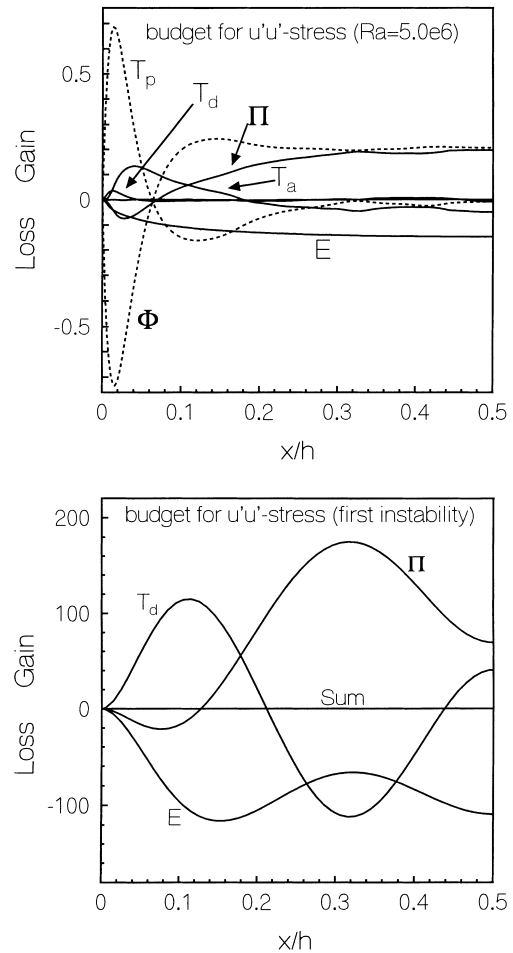 budget for u'u'-stress (Ra=5.0e6)
0.5
0
-0.5
Loss Gain
T_p
T_d
Π
T_a
E
Φ
0 0.1 0.2 0.3 0.4 0.5
x/h
budget for u'u'-stress (first instability)
200
100
0
-100
Loss Gain
T_d
Π
Sum
E
0 0.1 0.2 0.3 0.4 0.5
x/h